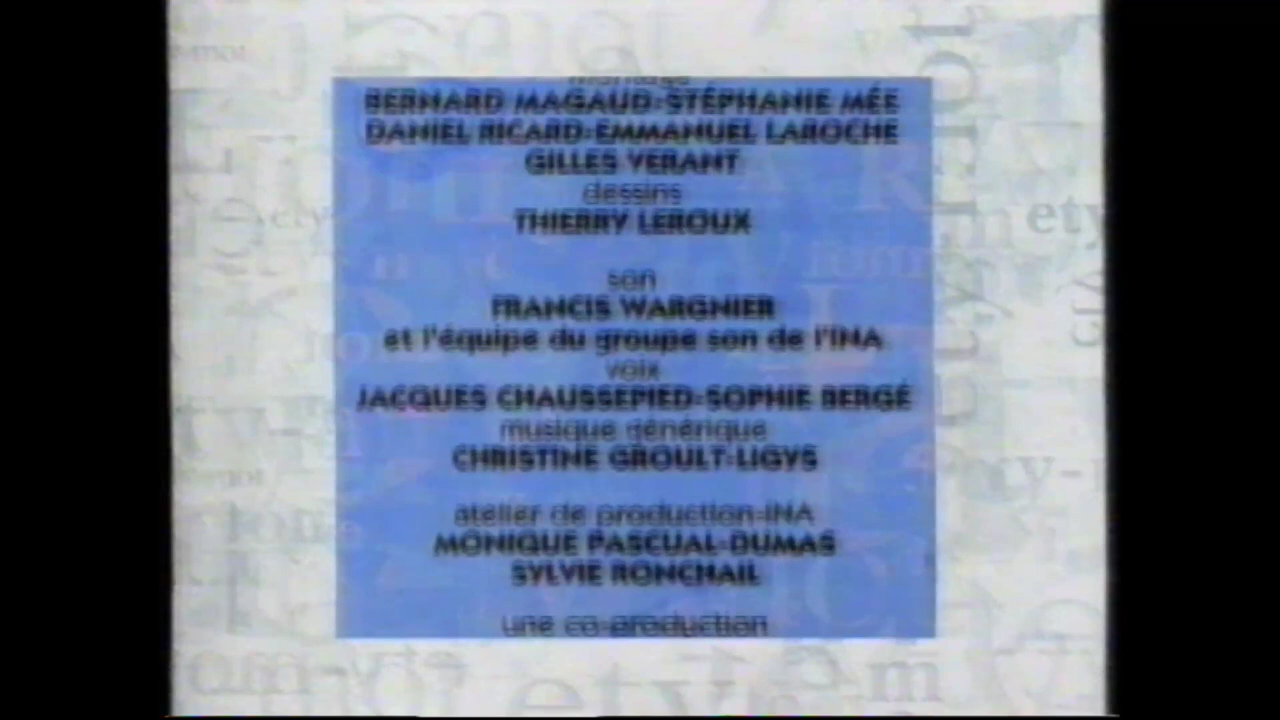 montage
BERNARD MAGAUD-STÉPHANIE MÉE
DANIEL RICARD-EMMANUEL LAROCHE
GILLES VERANT
dessins
THIERRY LEROUX
son
FRANCIS WARGNIER
et l'équipe du groupe son de l'INA
voix
JACQUES CHAUSSEPIED-SOPHIE BERGÉ
musique générique
CHRISTINE GROULT-LIGYS
atelier de production-INA
MONIQUE PASCUAL-DUMAS
SYLVIE RONCHAIL
une co-production